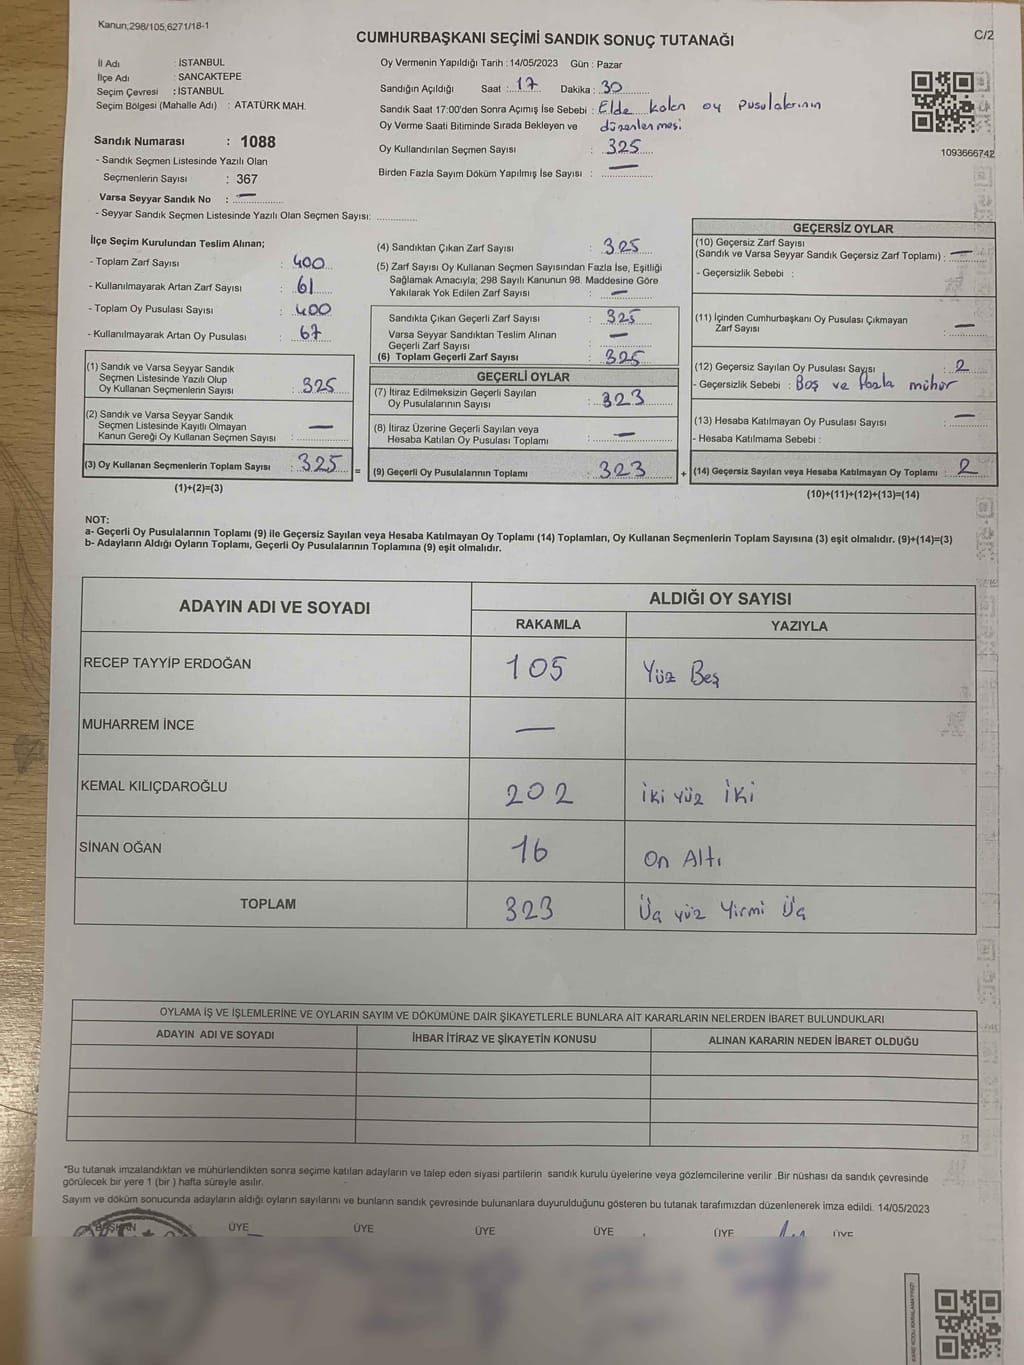 Kanun;298/105,6271/18-1
CUMHURBAŞKANI SEÇİMİ SANDIK SONUÇ TUTANAĞI
C/2
İl Adı : İSTANBUL
İlçe Adı : SANCAKTEPE
Seçim Çevresi : İSTANBUL
Seçim Bölgesi (Mahalle Adı) : ATATÜRK MAH.
Sandık Numarası : 1088
- Sandık Seçmen Listesinde Yazılı Olan
Seçmenlerin Sayısı : 367
Varsa Seyyar Sandık No : —
- Seyyar Sandık Seçmen Listesinde Yazılı Olan Seçmen Sayısı: ............
Oy Vermenin Yapıldığı Tarih : 14/05/2023 Gün : Pazar
Sandığın Açıldığı Saat : 17 Dakika : 30
Sandık Saat 17:00'den Sonra Açımış İse Sebebi : Elde kalan oy pusulalarının
Oy Verme Saati Bitiminde Sırada Bekleyen ve düzenlenmesi
Oy Kullandırılan Seçmen Sayısı : 325
Birden Fazla Sayım Döküm Yapılmış İse Sayısı : —
1093666742
İlçe Seçim Kurulundan Teslim Alınan;
- Toplam Zarf Sayısı : 400
- Kullanılmayarak Artan Zarf Sayısı : 61
- Toplam Oy Pusulası Sayısı : 400
- Kullanılmayarak Artan Oy Pusulası : 67
(1) Sandık ve Varsa Seyyar Sandık
Seçmen Listesinde Yazılı Olup
Oy Kullanan Seçmenlerin Sayısı : 325
(2) Sandık ve Varsa Seyyar Sandık
Seçmen Listesinde Kayıtlı Olmayan
Kanun Gereği Oy Kullanan Seçmen Sayısı : —
(3) Oy Kullanan Seçmenlerin Toplam Sayısı : 325 =
(1)+(2)=(3)
(4) Sandıktan Çıkan Zarf Sayısı : 325
(5) Zarf Sayısı Oy Kullanan Seçmen Sayısından Fazla İse, Eşitliği
Sağlamak Amacıyla; 298 Sayılı Kanunun 98. Maddesine Göre
Yakılarak Yok Edilen Zarf Sayısı : —
Sandıkta Çıkan Geçerli Zarf Sayısı : 325
Varsa Seyyar Sandıktan Teslim Alınan
Geçerli Zarf Sayısı : —
(6) Toplam Geçerli Zarf Sayısı : 325
GEÇERLİ OYLAR
(7) İtiraz Edilmeksizin Geçerli Sayılan
Oy Pusulalarının Sayısı : 323
(8) İtiraz Üzerine Geçerli Sayılan veya
Hesaba Katılan Oy Pusulası Toplamı : —
(9) Geçerli Oy Pusulalarının Toplamı : 323 +
GEÇERSİZ OYLAR
(10) Geçersiz Zarf Sayısı
(Sandık ve Varsa Seyyar Sandık Geçersiz Zarf Toplamı) : —
- Geçersizlik Sebebi :
(11) İçinden Cumhurbaşkanı Oy Pusulası Çıkmayan
Zarf Sayısı : —
(12) Geçersiz Sayılan Oy Pusulası Sayısı : 2
- Geçersizlik Sebebi : Boş ve Fazla mühür
(13) Hesaba Katılmayan Oy Pusulası Sayısı : —
- Hesaba Katılmama Sebebi :
(14) Geçersiz Sayılan veya Hesaba Katılmayan Oy Toplamı : 2
(10)+(11)+(12)+(13)=(14)
NOT:
a- Geçerli Oy Pusulalarının Toplamı (9) ile Geçersiz Sayılan veya Hesaba Katılmayan Oy Toplamı (14) Toplamları, Oy Kullanan Seçmenlerin Toplam Sayısına (3) eşit olmalıdır. (9)+(14)=(3)
b- Adayların Aldığı Oyların Toplamı, Geçerli Oy Pusulalarının Toplamına (9) eşit olmalıdır.
ADAYIN ADI VE SOYADI
ALDIĞI OY SAYISI
RAKAMLA YAZIYLA
RECEP TAYYİP ERDOĞAN 105 Yüz Beş
MUHARREM İNCE —
KEMAL KILIÇDAROĞLU 202 İki Yüz İki
SİNAN OĞAN 16 On Altı
TOPLAM 323 Üç yüz Yirmi Üç
OYLAMA İŞ VE İŞLEMLERİNE VE OYLARIN SAYIM VE DÖKÜMÜNE DAİR ŞİKAYETLERLE BUNLARA AİT KARARLARIN NELERDEN İBARET BULUNDUKLARI
ADAYIN ADI VE SOYADI İHBAR İTİRAZ VE ŞİKAYETİN KONUSU ALINAN KARARIN NEDEN İBARET OLDUĞU
"Bu tutanak imzalandıktan ve mühürlendikten sonra seçime katılan adayların ve talep eden siyasi partilerin sandık kurulu üyelerine veya gözlemcilerine verilir .Bir nüshası da sandık çevresinde
görülecek bir yere 1 (bir ) hafta süreyle asılır.
Sayım ve döküm sonucunda adayların aldığı oyların sayılarını ve bunların sandık çevresinde bulunanlara duyurulduğunu gösteren bu tutanak tarafımızdan düzenlenerek imza edildi. 14/05/2023
BAŞKAN ÜYE ÜYE ÜYE ÜYE ÜYE ÜYE